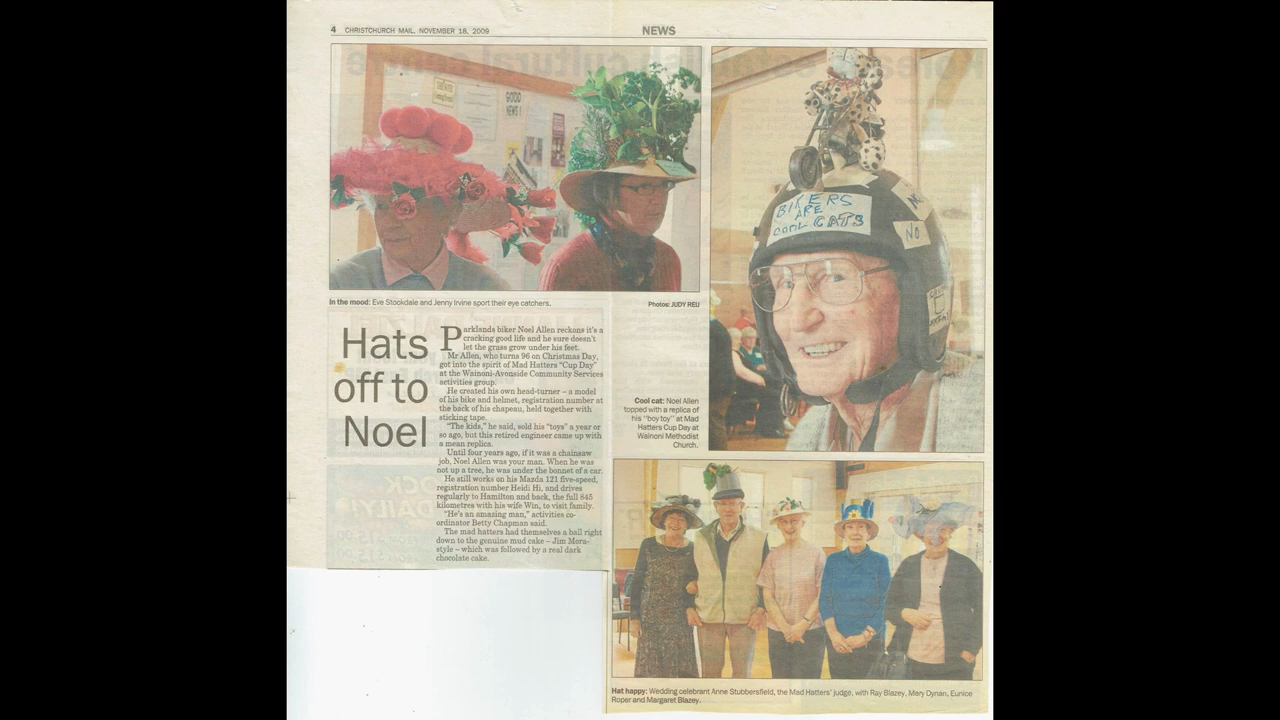 4 CHRISTCHURCH MAIL, NOVEMBER 18, 2009
NEWS
GOOD
NEWS !
BIKERS
ARE
COOL CATS
NO
In the mood: Eve Stockdale and Jenny Irvine sport their eye catchers.
Photos: JUDY REIJ
Hats
off to
Noel
Parklands biker Noel Allen reckons it's a
cracking good life and he sure doesn't
let the grass grow under his feet.
Mr Allen, who turns 96 on Christmas Day,
got into the spirit of Mad Hatters "Cup Day"
at the Wainoni-Avonside Community Services
activities group.
He created his own head-turner – a model
of his bike and helmet, registration number at
the back of his chapeau, held together with
sticking tape.
"The kids," he said, sold his "toys" a year or
so ago, but this retired engineer came up with
a mean replica.
Until four years ago, if it was a chainsaw
job, Noel Allen was your man. When he was
not up a tree, he was under the bonnet of a car.
He still works on his Mazda 121 five-speed,
registration number Heidi Hi, and drives
regularly to Hamilton and back, the full 845
kilometres with his wife Win, to visit family.
"He's an amazing man," activities co-
ordinator Betty Chapman said.
The mad hatters had themselves a ball right
down to the genuine mud cake – Jim Mora-
style – which was followed by a real dark
chocolate cake.
Cool cat: Noel Allen
topped with a replica of
his "boy toy" at Mad
Hatters Cup Day at
Wainoni Methodist
Church.
Hat happy: Wedding celebrant Anne Stubbersfield, the Mad Hatters' judge, with Ray Blazey, Mary Dynan, Eunice
Roper and Margaret Blazey.